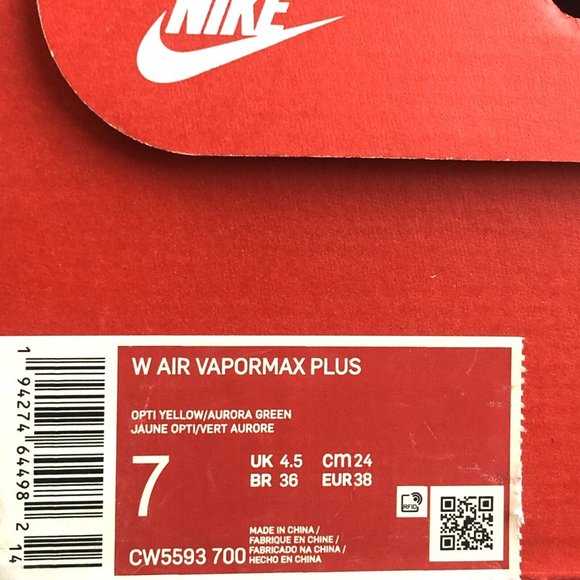 NIKE
W AIR VAPORMAX PLUS
OPTI YELLOW/AURORA GREEN
JAUNE OPTI/VERT AURORE
7
UK 4.5 cm 24
BR 36 EUR 38
RFID
MADE IN CHINA /
FABRIQUE EN CHINE /
FABRICADO NA CHINA /
HECHO EN CHINA
CW5593 700
1 94274 64498 2 14